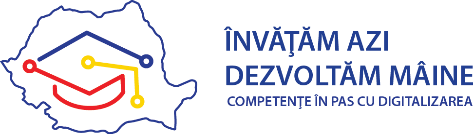 ÎNVĂŢĂM AZI
DEZVOLTĂM MÂINE
COMPETENŢE ÎN PAS CU DIGITALIZAREA